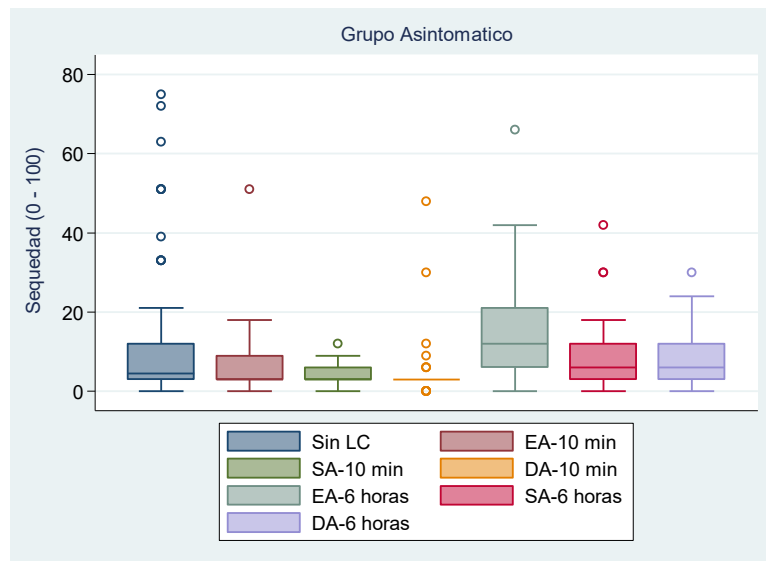 Grupo Asintomatico
Sequedad (0 - 100)
80
60
40
20
0
Sin LC
EA-10 min
SA-10 min
DA-10 min
EA-6 horas
SA-6 horas
DA-6 horas